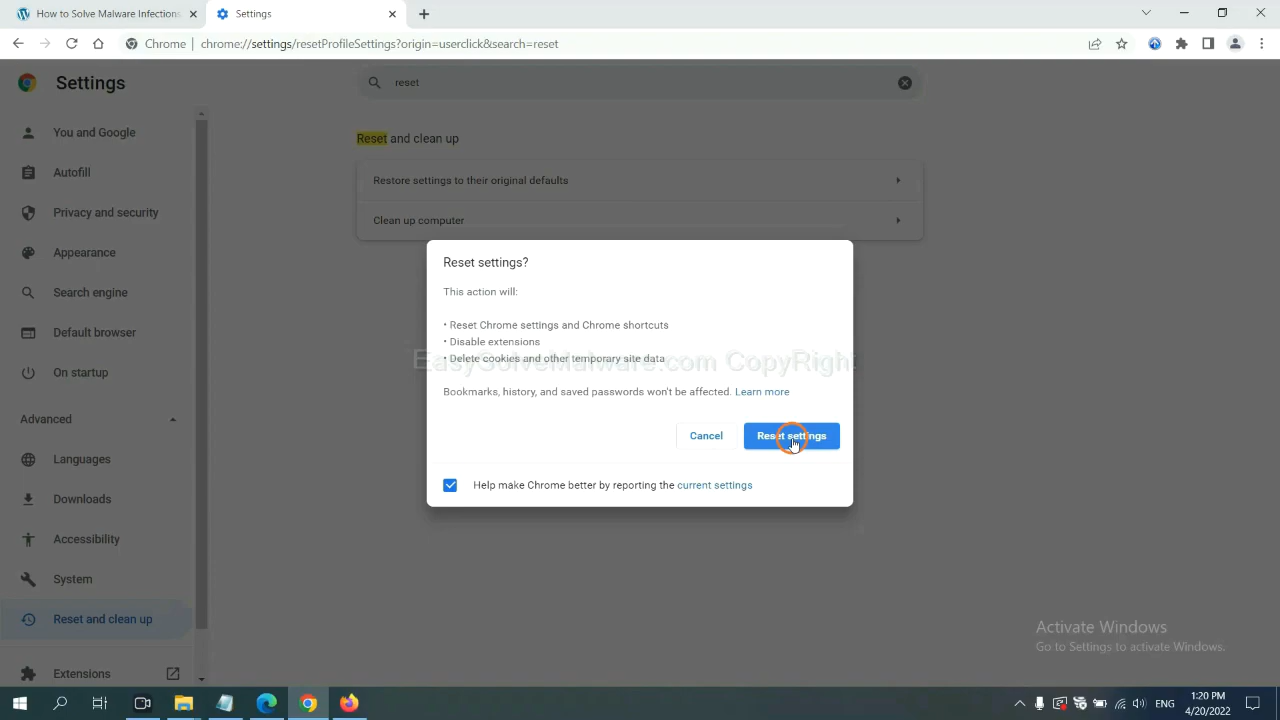 How to Solve Malware Infections
Settings
Chrome | chrome://settings/resetProfileSettings?origin=userclick&search=reset
Settings
reset
You and Google
Autofill
Privacy and security
Appearance
Search engine
Default browser
On startup
Advanced
Languages
Downloads
Accessibility
System
Reset and clean up
Extensions
Reset and clean up
Restore settings to their original defaults
Clean up computer
Reset settings?
This action will:
• Reset Chrome settings and Chrome shortcuts
• Disable extensions
• Delete cookies and other temporary site data
EasySolveMalware.com CopyRight
Bookmarks, history, and saved passwords won't be affected. Learn more
Cancel
Reset settings
Help make Chrome better by reporting the current settings
Activate Windows
Go to Settings to activate Windows.
ENG
1:20 PM
4/20/2022